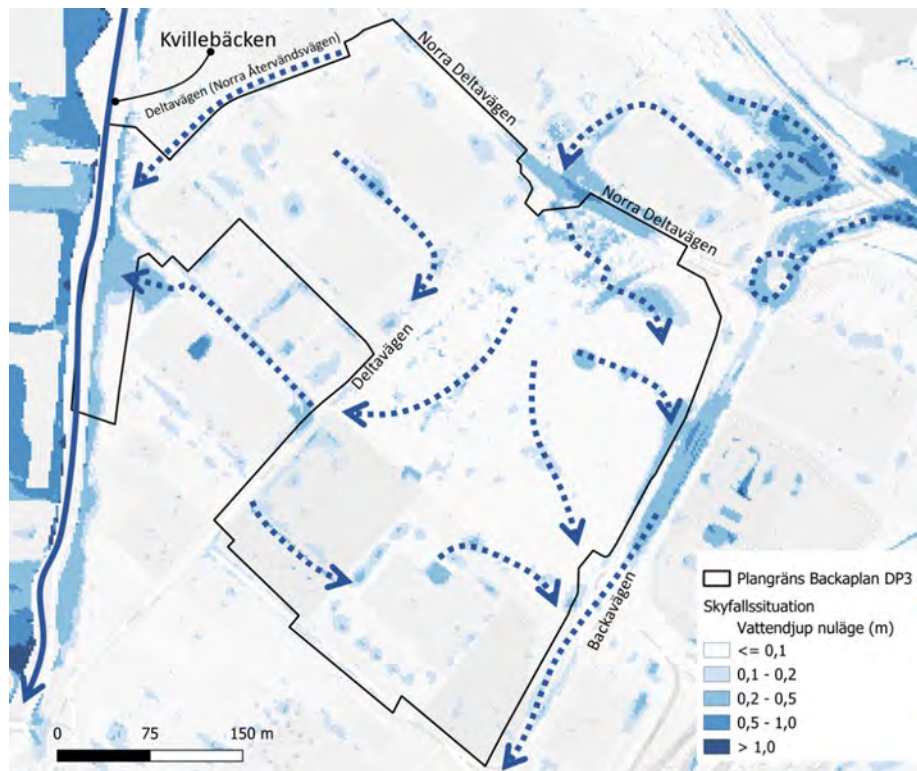 Kvillebäcken
Deltavägen (Norra Återvändsvägen)
Norra Deltavägen
Norra Deltavägen
Deltavägen
Backavägen
0 75 150 m
Plangräns Backaplan DP3
Skyfallssituation
Vattendjup nuläge (m)
<= 0,1
0,1 - 0,2
0,2 - 0,5
0,5 - 1,0
> 1,0